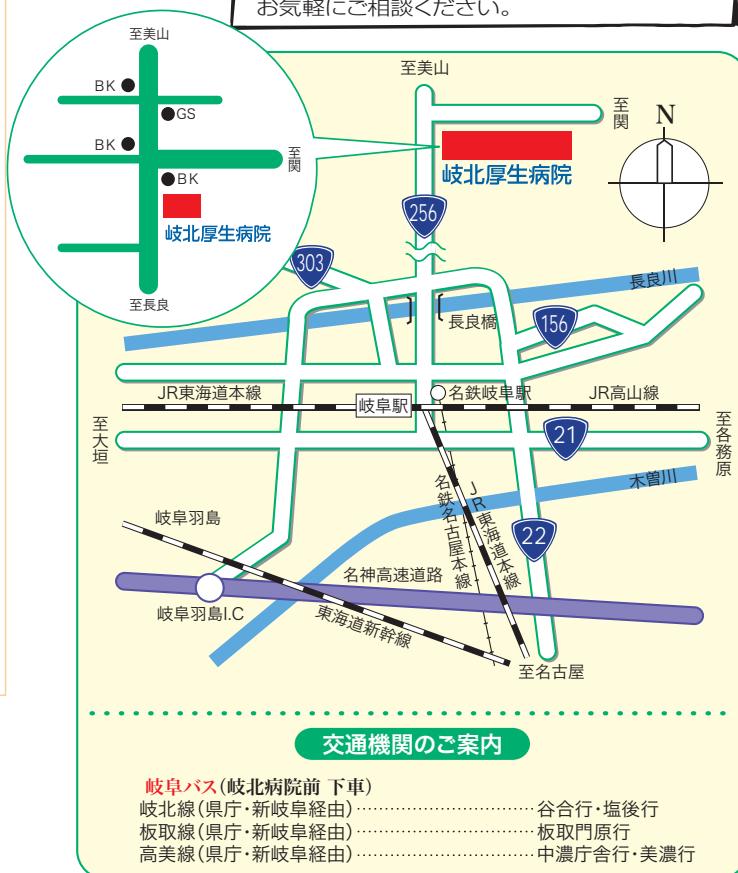 お気軽にご相談ください。
至美山
BK
GS
BK
至関
BK
岐北厚生病院
至長良
至美山
至関
N
岐北厚生病院
256
303
長良川
長良橋
156
JR東海道本線
岐阜駅
名鉄岐阜駅
JR高山線
至大垣
21
至各務原
木曽川
名鉄名古屋本線
JR東海道本線
22
岐阜羽島
名神高速道路
岐阜羽島I.C
東海道新幹線
至名古屋
交通機関のご案内
岐阜バス(岐北病院前 下車)
岐北線(県庁・新岐阜経由)……………………………谷合行・塩後行
板取線(県庁・新岐阜経由)……………………………板取門原行
高美線(県庁・新岐阜経由)……………………………中濃庁舎行・美濃行